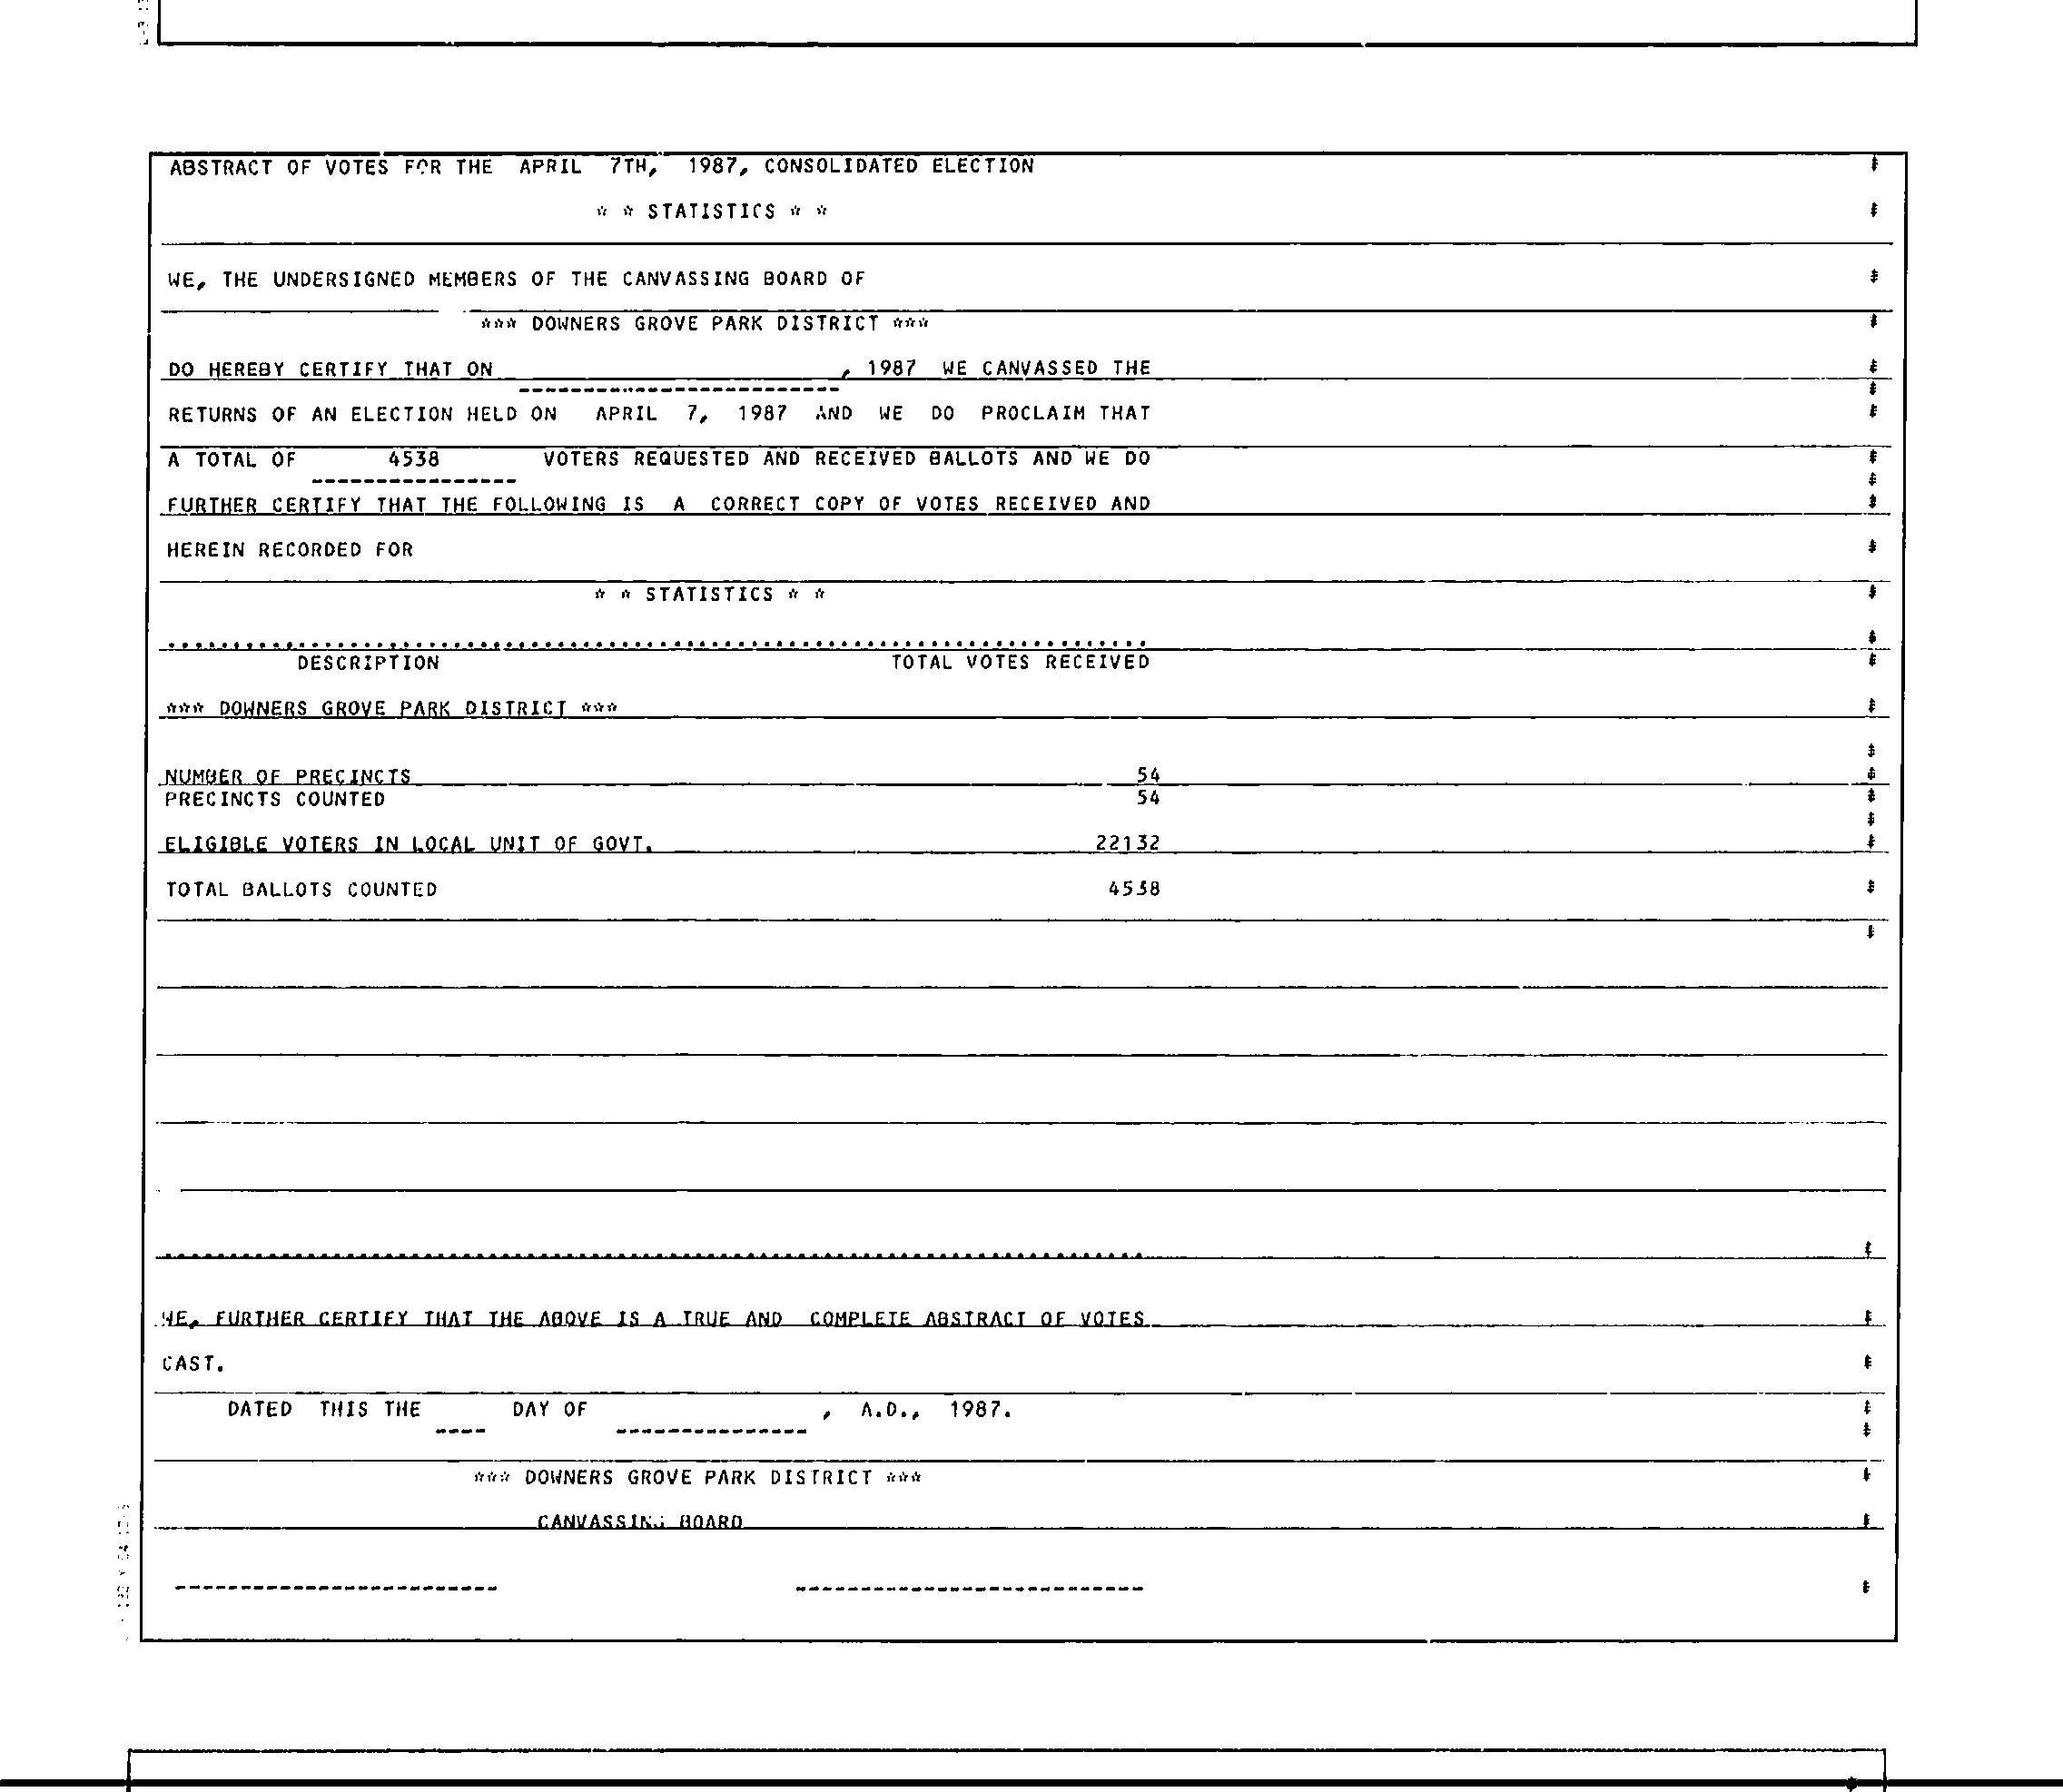 ABSTRACT OF VOTES FOR THE APRIL 7TH, 1987, CONSOLIDATED ELECTION
* * STATISTICS * *
WE, THE UNDERSIGNED MEMBERS OF THE CANVASSING BOARD OF
*** DOWNERS GROVE PARK DISTRICT ***
DO HEREBY CERTIFY THAT ON , 1987 WE CANVASSED THE
RETURNS OF AN ELECTION HELD ON APRIL 7, 1987 AND WE DO PROCLAIM THAT
A TOTAL OF 4538 VOTERS REQUESTED AND RECEIVED BALLOTS AND WE DO
FURTHER CERTIFY THAT THE FOLLOWING IS A CORRECT COPY OF VOTES RECEIVED AND
HEREIN RECORDED FOR
* * STATISTICS * *
DESCRIPTION TOTAL VOTES RECEIVED
*** DOWNERS GROVE PARK DISTRICT ***
NUMBER OF PRECINCTS 54
PRECINCTS COUNTED 54
ELIGIBLE VOTERS IN LOCAL UNIT OF GOVT. 22132
TOTAL BALLOTS COUNTED 4538
WE, FURTHER CERTIFY THAT THE ABOVE IS A TRUE AND COMPLETE ABSTRACT OF VOTES
CAST.
DATED THIS THE DAY OF , A.D., 1987.
*** DOWNERS GROVE PARK DISTRICT ***
CANVASSING BOARD